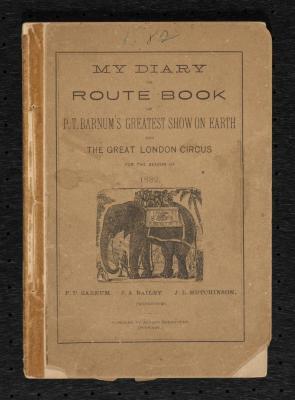 MY DIARY
OR
ROUTE BOOK
OF
P. T. BARNUM'S GREATEST SHOW ON EARTH
AND
THE GREAT LONDON CIRCUS
FOR THE SEASON OF
1882.
P. T. BARNUM. J. A. BAILEY. J. L. HUTCHINSON.
PROPRIETORS.